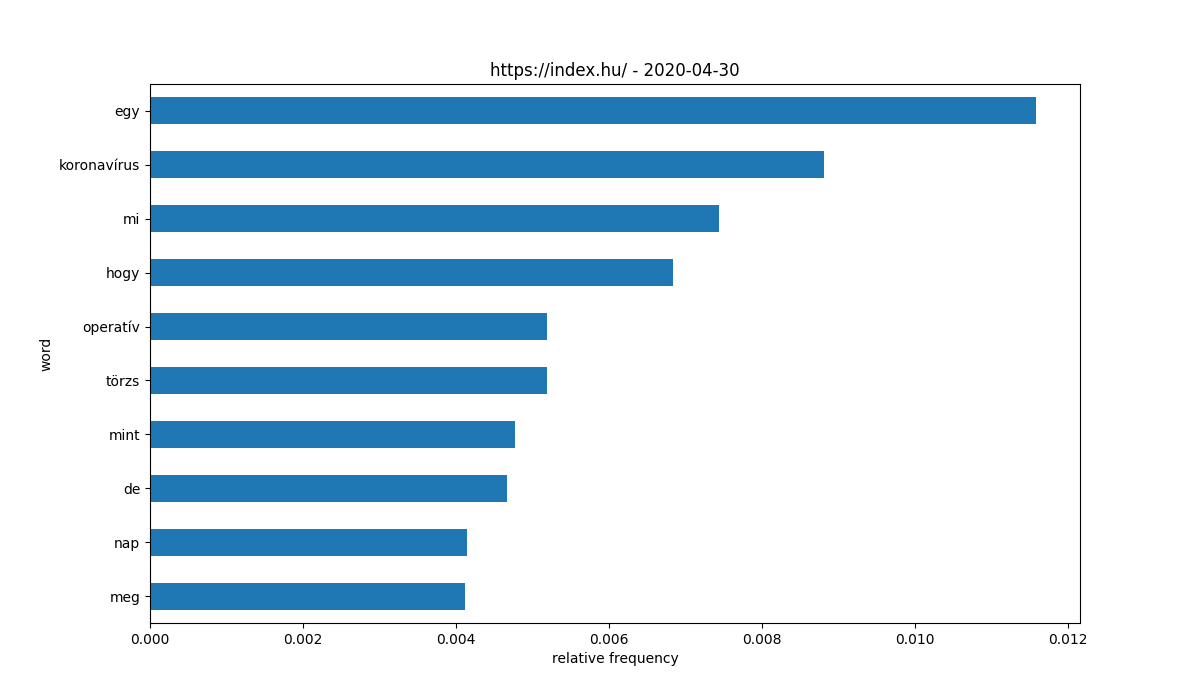 https://index.hu/ - 2020-04-30
egy
koronavírus
mi
hogy
operatív
törzs
mint
de
nap
meg
word
0.000 0.002 0.004 0.006 0.008 0.010 0.012
relative frequency